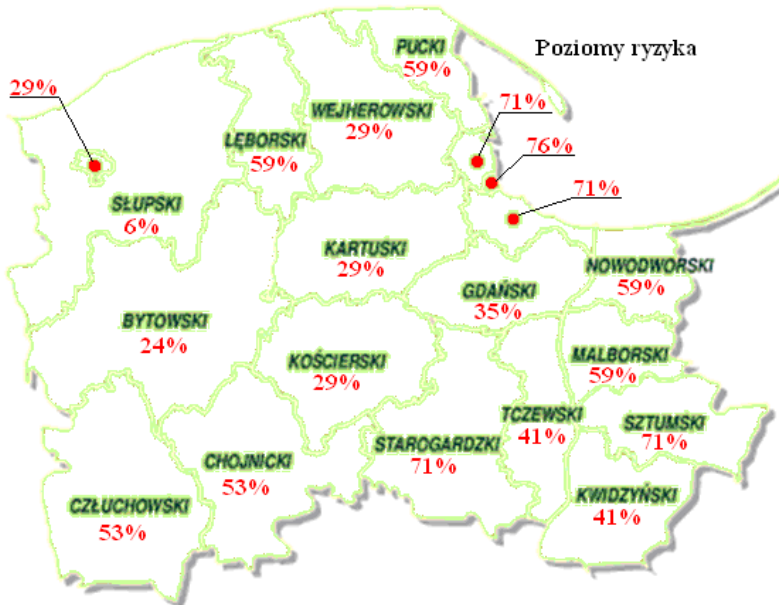 Poziomy ryzyka
PUCKI
59%
29%
71%
WEJHEROWSKI
29%
ŁĘBORSKI
59%
76%
71%
SŁUPSKI
6%
KARTUSKI
29%
GDAŃSKI
35%
NOWODWORSKI
59%
BYTOWSKI
24%
KOŚCIERSKI
29%
MALBORSKI
59%
TCZEWSKI
41%
SZTUMSKI
71%
STAROGARDZKI
71%
CHOJNICKI
53%
CZŁUCHOWSKI
53%
KWIDZYŃSKI
41%